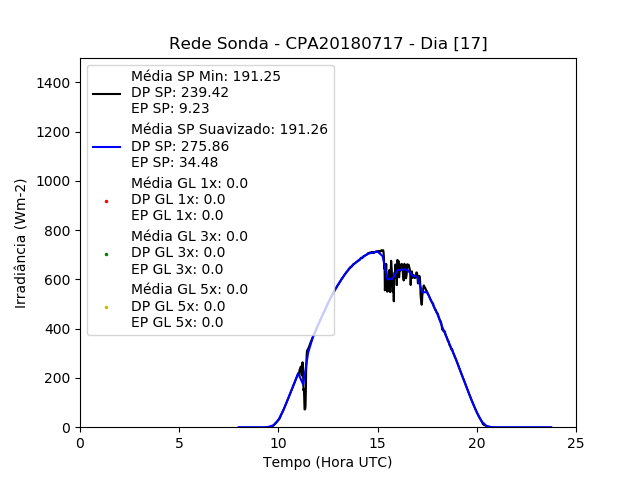 Rede Sonda - CPA20180717 - Dia [17]
Média SP Min: 191.25
DP SP: 239.42
EP SP: 9.23
Média SP Suavizado: 191.26
DP SP: 275.86
EP SP: 34.48
Média GL 1x: 0.0
DP GL 1x: 0.0
EP GL 1x: 0.0
Média GL 3x: 0.0
DP GL 3x: 0.0
EP GL 3x: 0.0
Média GL 5x: 0.0
DP GL 5x: 0.0
EP GL 5x: 0.0
Irradiância (Wm-2)
1400
1200
1000
800
600
400
200
0
0 5 10 15 20 25
Tempo (Hora UTC)